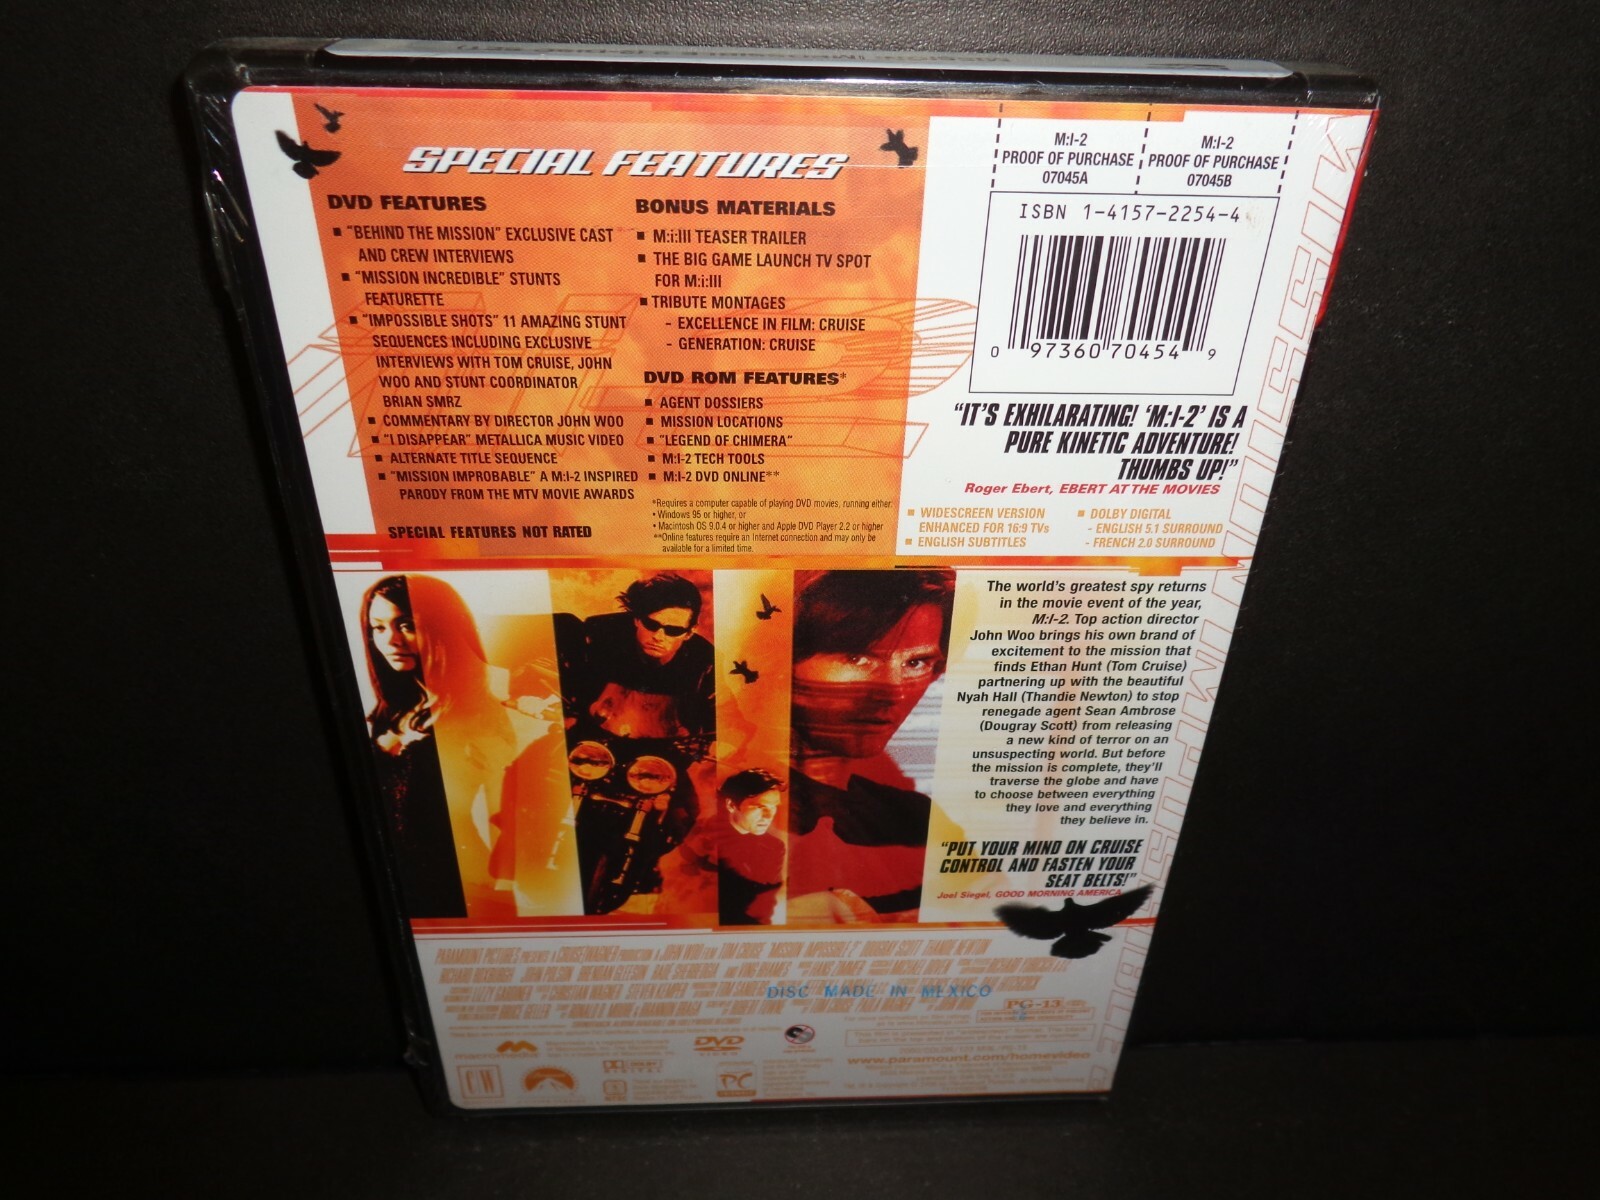 SPECIAL FEATURES
DVD FEATURES
■ "BEHIND THE MISSION" EXCLUSIVE CAST
AND CREW INTERVIEWS
■ "MISSION INCREDIBLE" STUNTS
FEATURETTE
■ "IMPOSSIBLE SHOTS" 11 AMAZING STUNT
SEQUENCES INCLUDING EXCLUSIVE
INTERVIEWS WITH TOM CRUISE, JOHN
WOO AND STUNT COORDINATOR
BRIAN SMRZ
■ COMMENTARY BY DIRECTOR JOHN WOO
■ "I DISAPPEAR" METALLICA MUSIC VIDEO
■ ALTERNATE TITLE SEQUENCE
■ "MISSION IMPROBABLE" A M:I-2 INSPIRED
PARODY FROM THE MTV MOVIE AWARDS
SPECIAL FEATURES NOT RATED
BONUS MATERIALS
■ M:i:III TEASER TRAILER
■ THE BIG GAME LAUNCH TV SPOT
FOR M:i:III
■ TRIBUTE MONTAGES
- EXCELLENCE IN FILM: CRUISE
- GENERATION: CRUISE
DVD ROM FEATURES*
■ AGENT DOSSIERS
■ MISSION LOCATIONS
■ "LEGEND OF CHIMERA"
■ M:I-2 TECH TOOLS
■ M:I-2 DVD ONLINE**
*Requires a computer capable of playing DVD movies, running either:
• Windows 95 or higher, or
• Macintosh OS 9.0.4 or higher and Apple DVD Player 2.2 or higher
**Online features require an Internet connection and may only be
available for a limited time.
M:I-2
PROOF OF PURCHASE
07045A
M:I-2
PROOF OF PURCHASE
07045B
ISBN 1-4157-2254-4
0 97360 70454 9
"IT'S EXHILARATING! 'M:I-2' IS A
PURE KINETIC ADVENTURE!
THUMBS UP!"
Roger Ebert, EBERT AT THE MOVIES
■ WIDESCREEN VERSION
ENHANCED FOR 16:9 TVs
■ ENGLISH SUBTITLES
■ DOLBY DIGITAL
- ENGLISH 5.1 SURROUND
- FRENCH 2.0 SURROUND
The world's greatest spy returns
in the movie event of the year,
M:I-2. Top action director
John Woo brings his own brand of
excitement to the mission that
finds Ethan Hunt (Tom Cruise)
partnering up with the beautiful
Nyah Hall (Thandie Newton) to stop
renegade agent Sean Ambrose
(Dougray Scott) from releasing
a new kind of terror on an
unsuspecting world. But before
the mission is complete, they'll
traverse the globe and have
to choose between everything
they love and everything
they believe in.
"PUT YOUR MIND ON CRUISE
CONTROL AND FASTEN YOUR
SEAT BELTS!"
Joel Siegel, GOOD MORNING AMERICA
PARAMOUNT PICTURES PRESENTS A CRUISE/WAGNER PRODUCTION A JOHN WOO FILM TOM CRUISE
DISC MADE IN MEXICO
PG-13
DVD
www.paramount.com/homevideo
C/W
Paramount